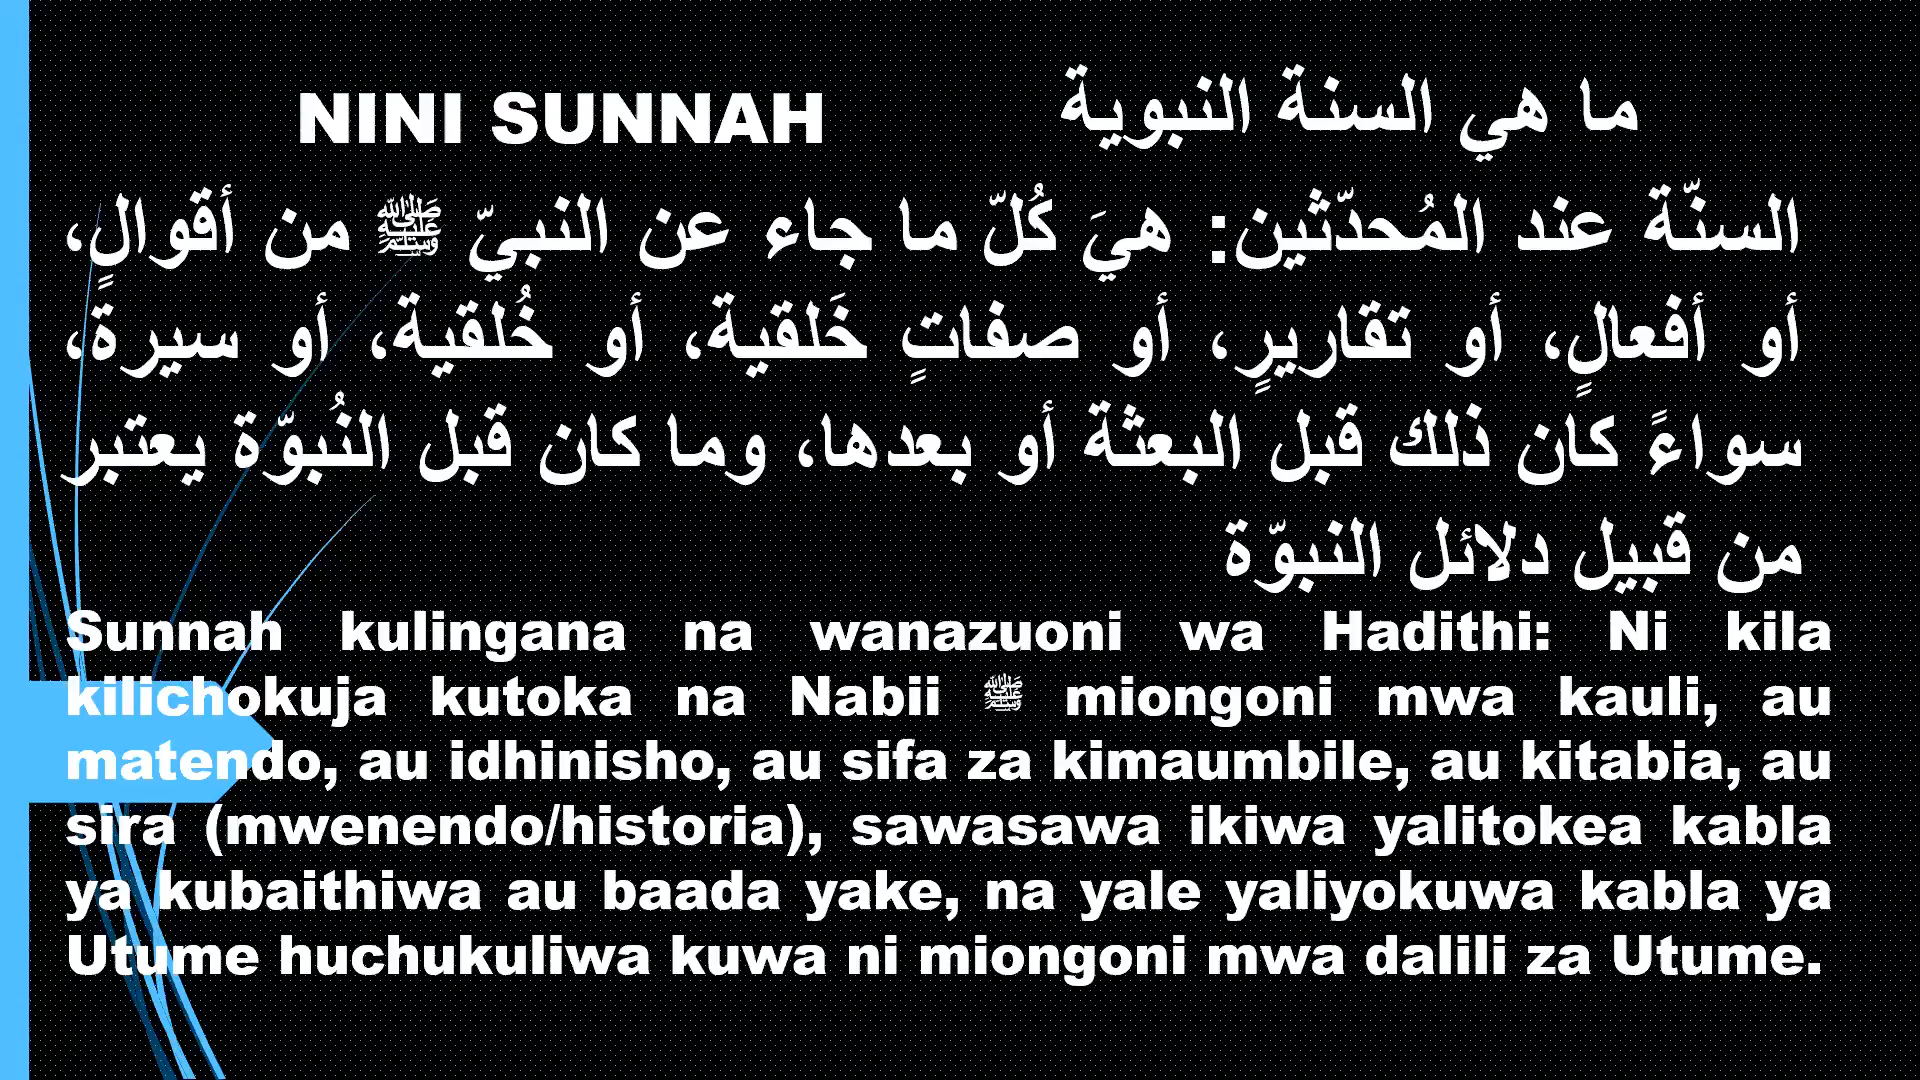 NINI SUNNAH ما هي السنة النبوية
السنّة عند المُحدّثين: هيَ كُلّ ما جاء عن النبيّ ﷺ من أقوالٍ،
أو أفعالٍ، أو تقاريرٍ، أو صفاتٍ خَلقية، أو خُلقية، أو سيرة،
سواءً كان ذلك قبل البعثة أو بعدها، وما كان قبل النُبوّة يعتبر
من قبيل دلائل النبوّة
Sunnah kulingana na wanazuoni wa Hadithi: Ni kila
kilichokuja kutoka na Nabii ﷺ miongoni mwa kauli, au
matendo, au idhinisho, au sifa za kimaumbile, au kitabia, au
sira (mwenendo/historia), sawasawa ikiwa yalitokea kabla
ya kubaithiwa au baada yake, na yale yaliyokuwa kabla ya
Utume huchukuliwa kuwa ni miongoni mwa dalili za Utume.